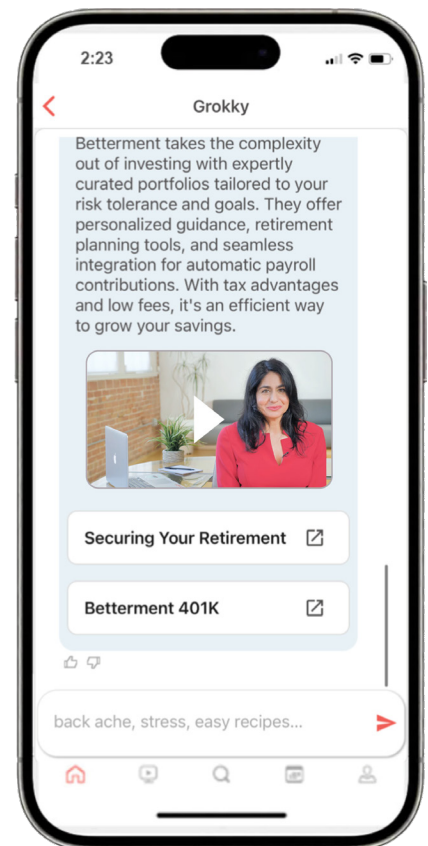 2:23
Grokky
Betterment takes the complexity
out of investing with expertly
curated portfolios tailored to your
risk tolerance and goals. They offer
personalized guidance, retirement
planning tools, and seamless
integration for automatic payroll
contributions. With tax advantages
and low fees, it's an efficient way
to grow your savings.
Securing Your Retirement
Betterment 401K
back ache, stress, easy recipes...